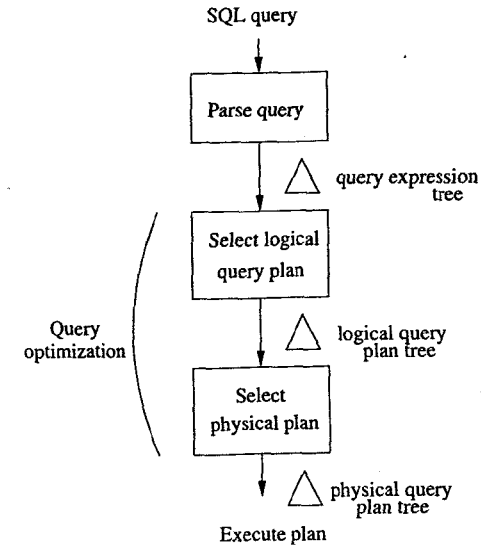 SQL query
Parse query
query expression
tree
Select logical
query plan
Query
optimization
logical query
plan tree
Select
physical plan
physical query
plan tree
Execute plan